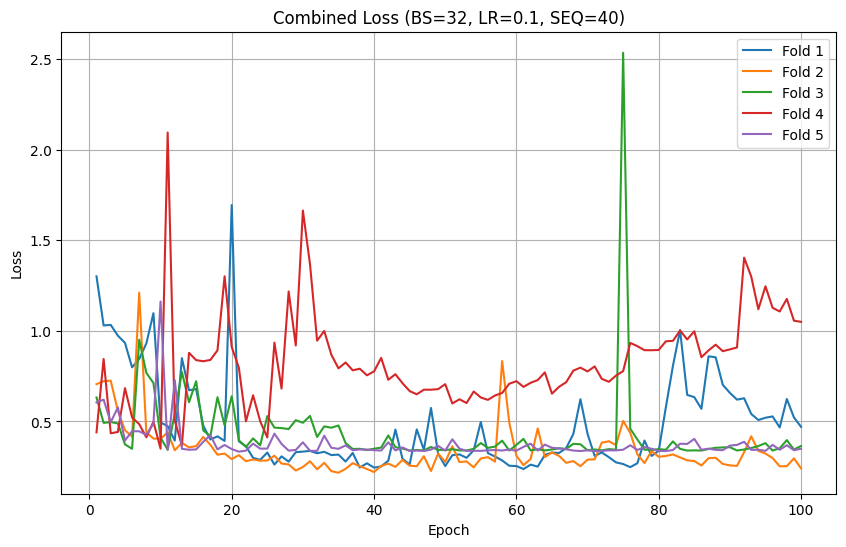 Combined Loss (BS=32, LR=0.1, SEQ=40)
Fold 1
Fold 2
Fold 3
Fold 4
Fold 5
Loss
2.5
2.0
1.5
1.0
0.5
0 20 40 60 80 100
Epoch